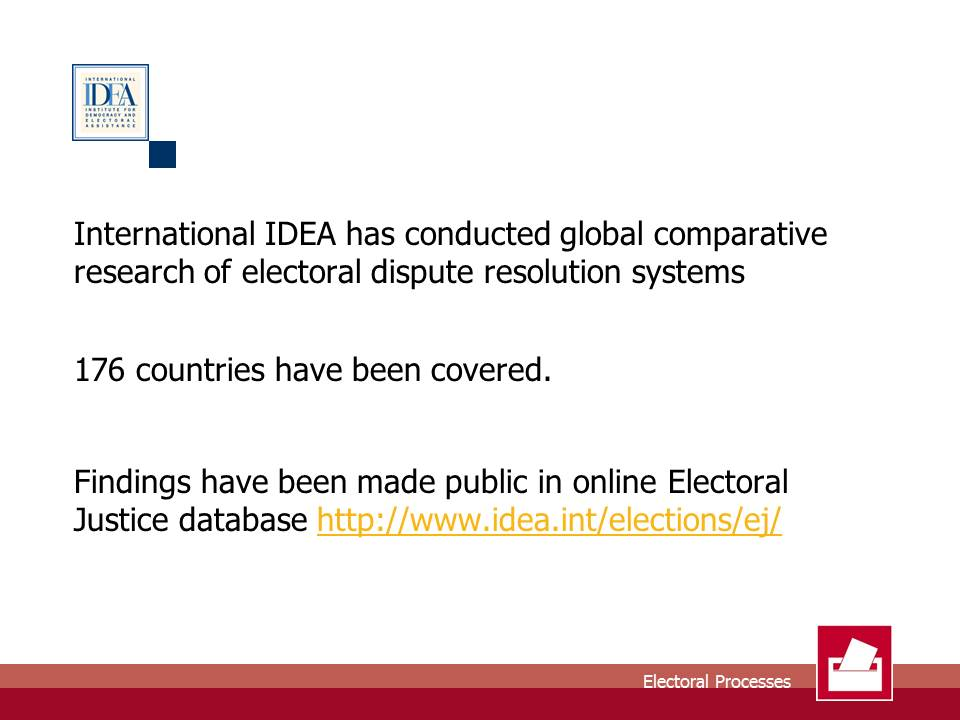 INTERNATIONAL
IDEA
INSTITUTE FOR
DEMOCRACY AND
ELECTORAL
ASSISTANCE
International IDEA has conducted global comparative
research of electoral dispute resolution systems
176 countries have been covered.
Findings have been made public in online Electoral
Justice database http://www.idea.int/elections/ej/
Electoral Processes